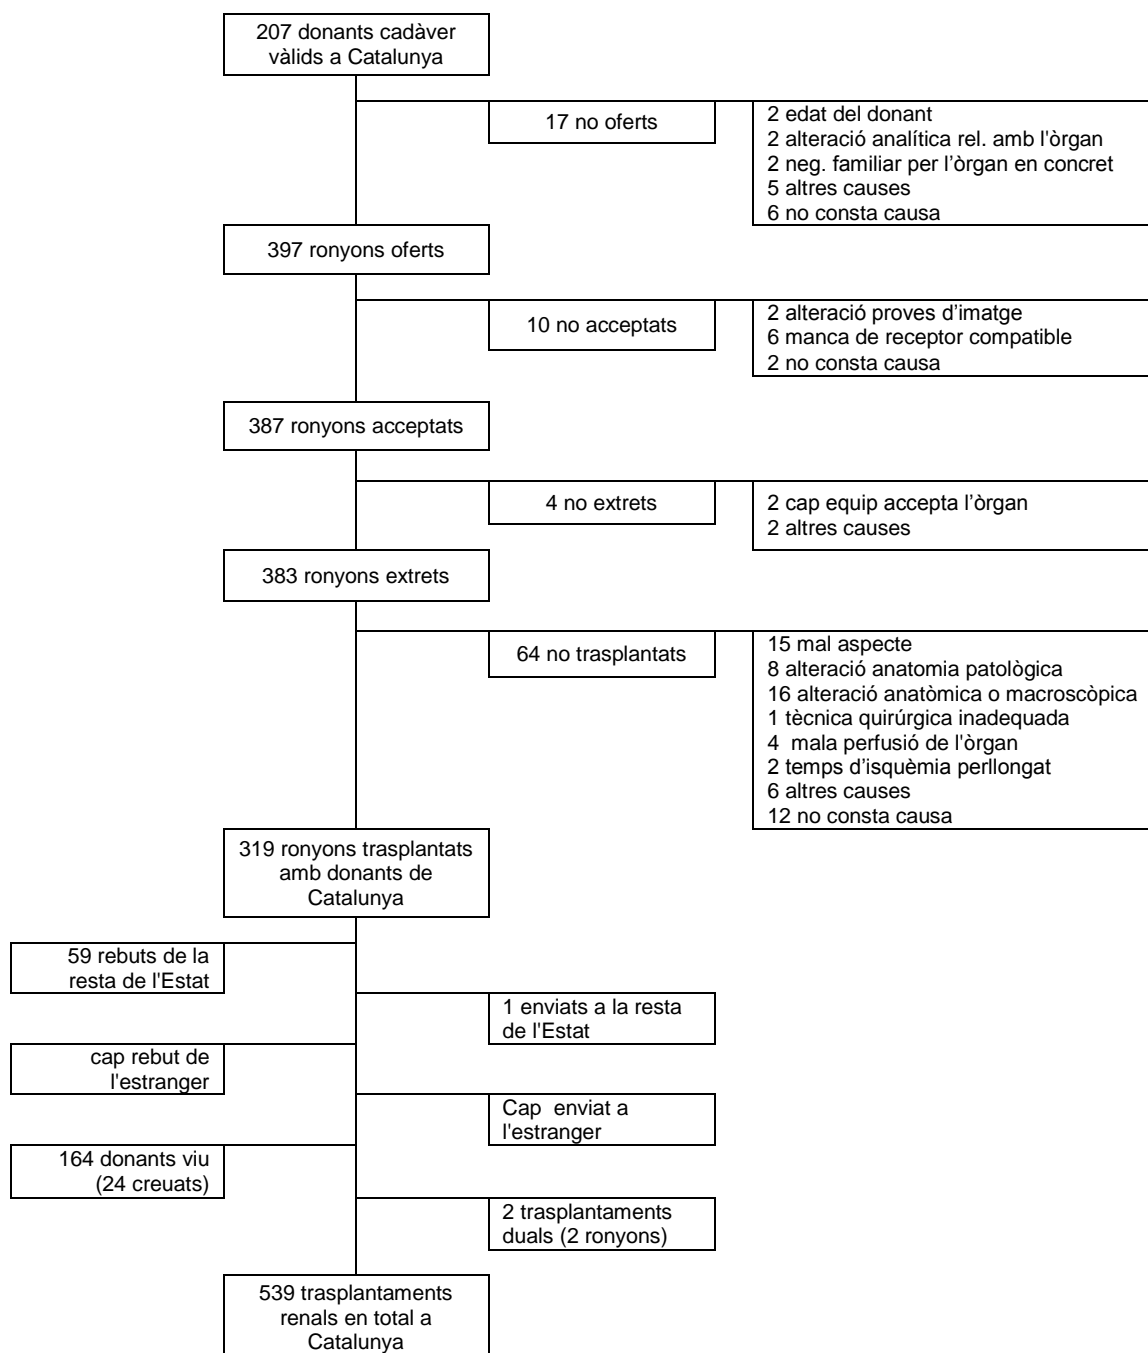 207 donants cadàver
vàlids a Catalunya
17 no oferts
2 edat del donant
2 alteració analítica rel. amb l'òrgan
2 neg. familiar per l’òrgan en concret
5 altres causes
6 no consta causa
397 ronyons oferts
10 no acceptats
2 alteració proves d’imatge
6 manca de receptor compatible
2 no consta causa
387 ronyons acceptats
4 no extrets
2 cap equip accepta l’òrgan
2 altres causes
383 ronyons extrets
64 no trasplantats
15 mal aspecte
8 alteració anatomia patològica
16 alteració anatòmica o macroscòpica
1 tècnica quirúrgica inadequada
4 mala perfusió de l'òrgan
2 temps d’isquèmia perllongat
6 altres causes
12 no consta causa
319 ronyons trasplantats
amb donants de
Catalunya
59 rebuts de la
resta de l'Estat
1 enviats a la resta
de l'Estat
cap rebut de
l'estranger
Cap enviat a
l'estranger
164 donants viu
(24 creuats)
2 trasplantaments
duals (2 ronyons)
539 trasplantaments
renals en total a
Catalunya